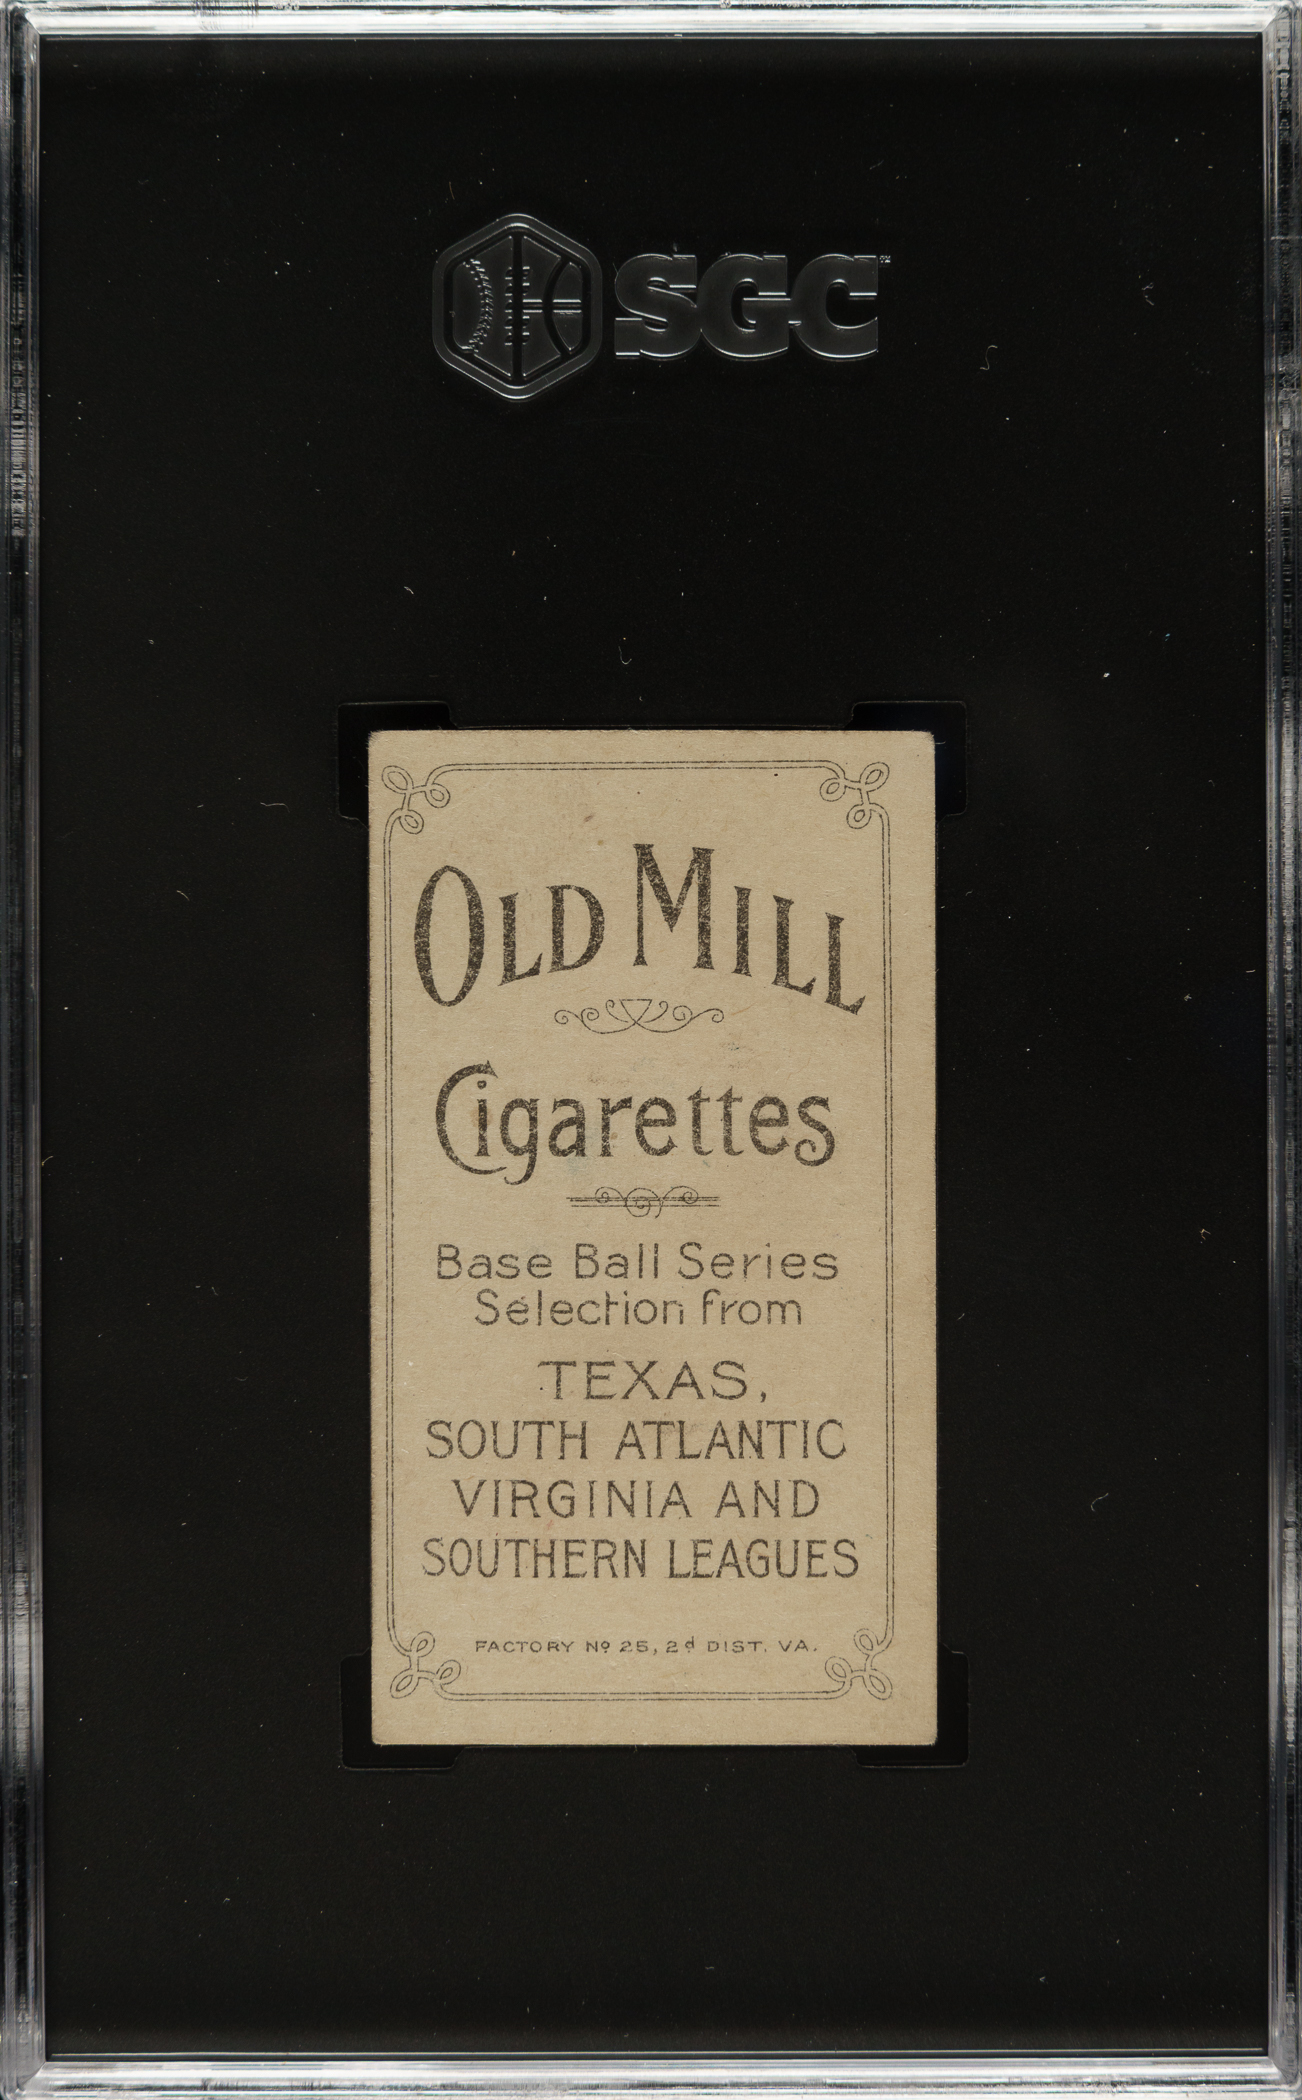 SGC
OLD MILL
Cigarettes
Base Ball Series
Selection from
TEXAS,
SOUTH ATLANTIC
VIRGINIA AND
SOUTHERN LEAGUES
FACTORY Nº 25, 2d DIST. VA.